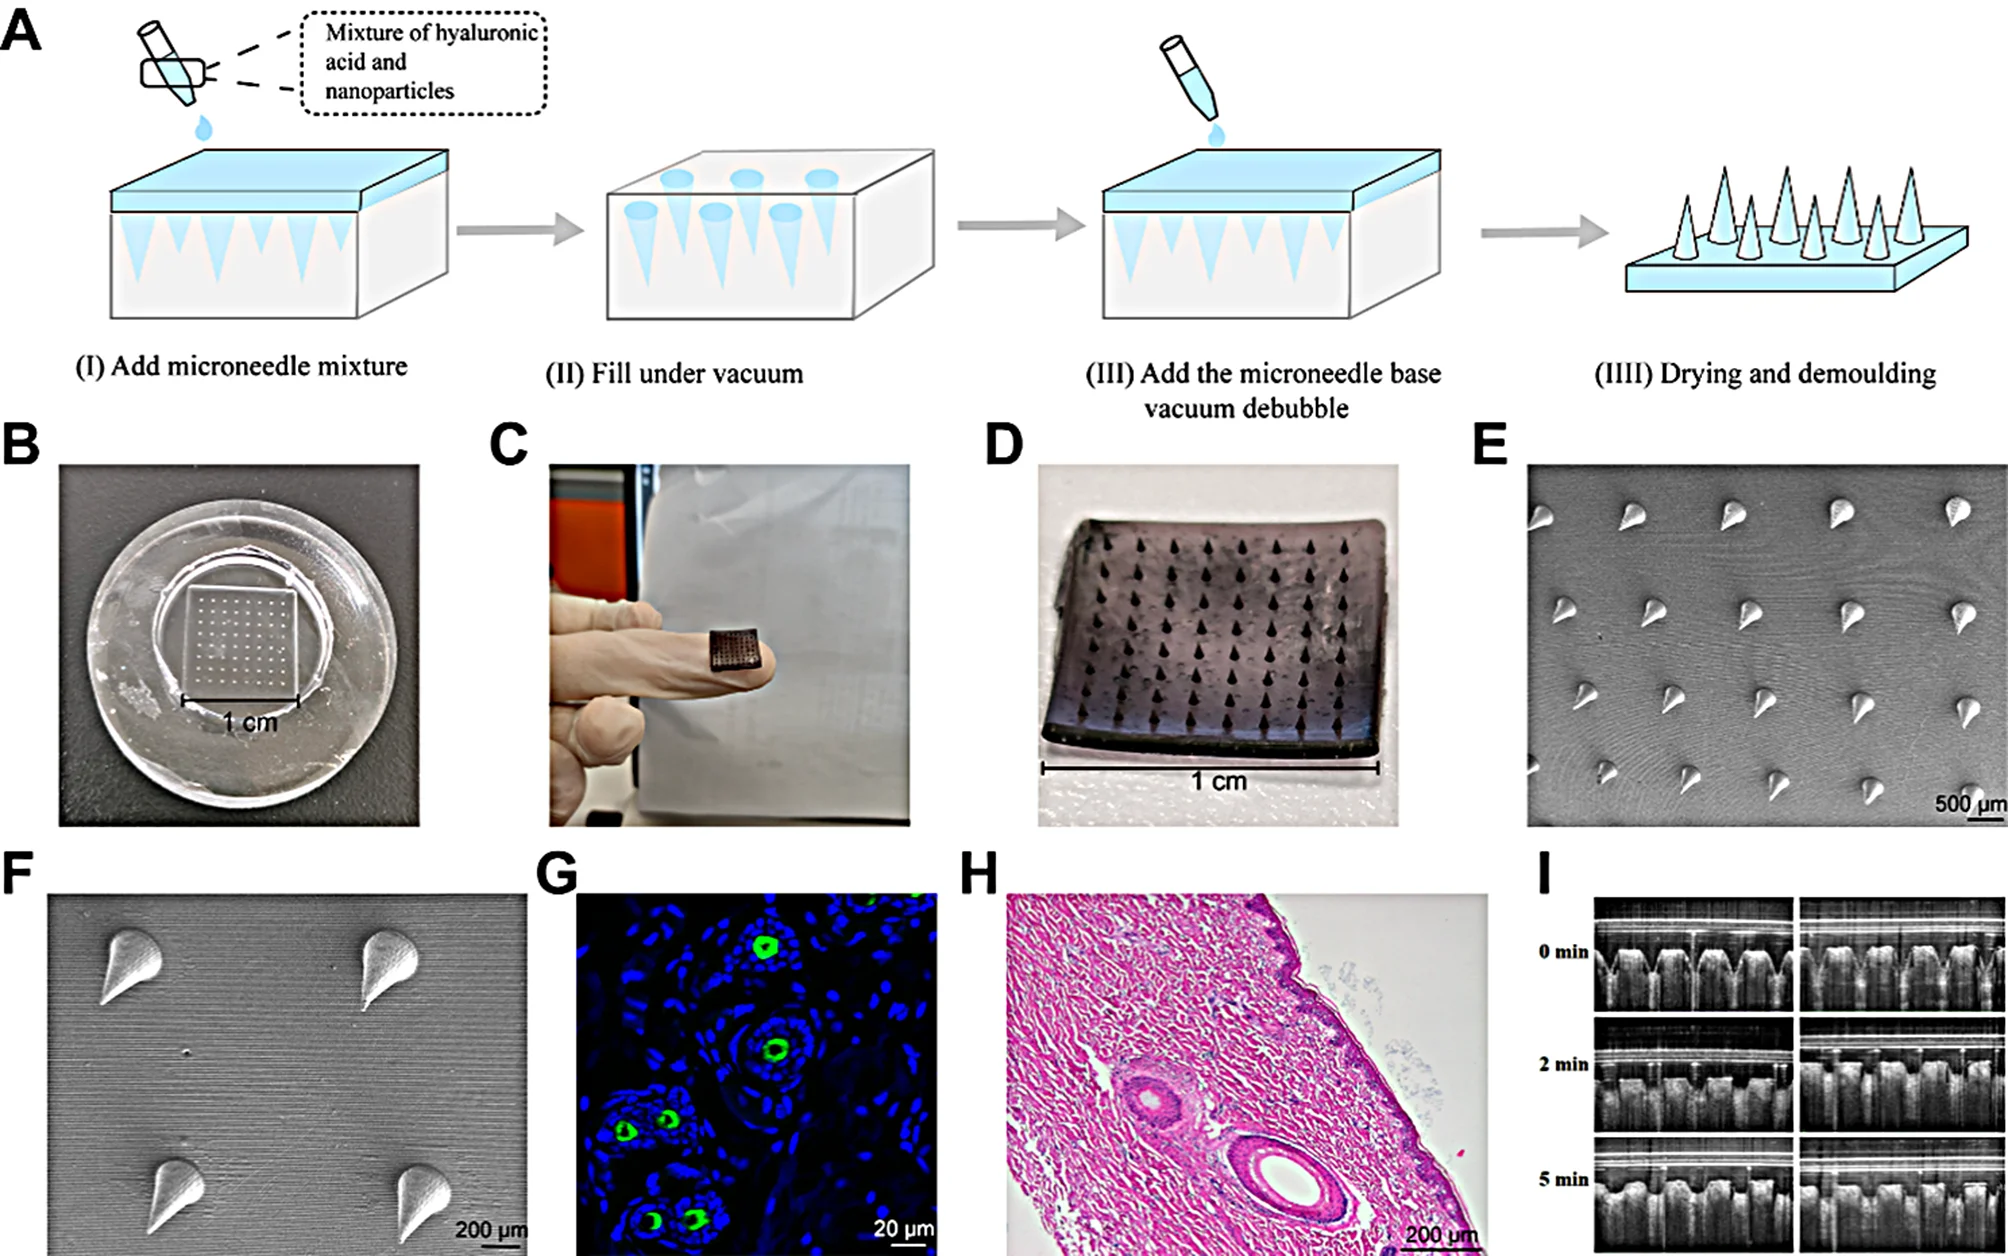 A
Mixture of hyaluronic
acid and
nanoparticles
(I) Add microneedle mixture
(II) Fill under vacuum
(III) Add the microneedle base
vacuum debubble
(IIII) Drying and demoulding
B
1 cm
C
D
1 cm
E
500 µm
F
200 µm
G
20 µm
H
200 µm
I
0 min
2 min
5 min